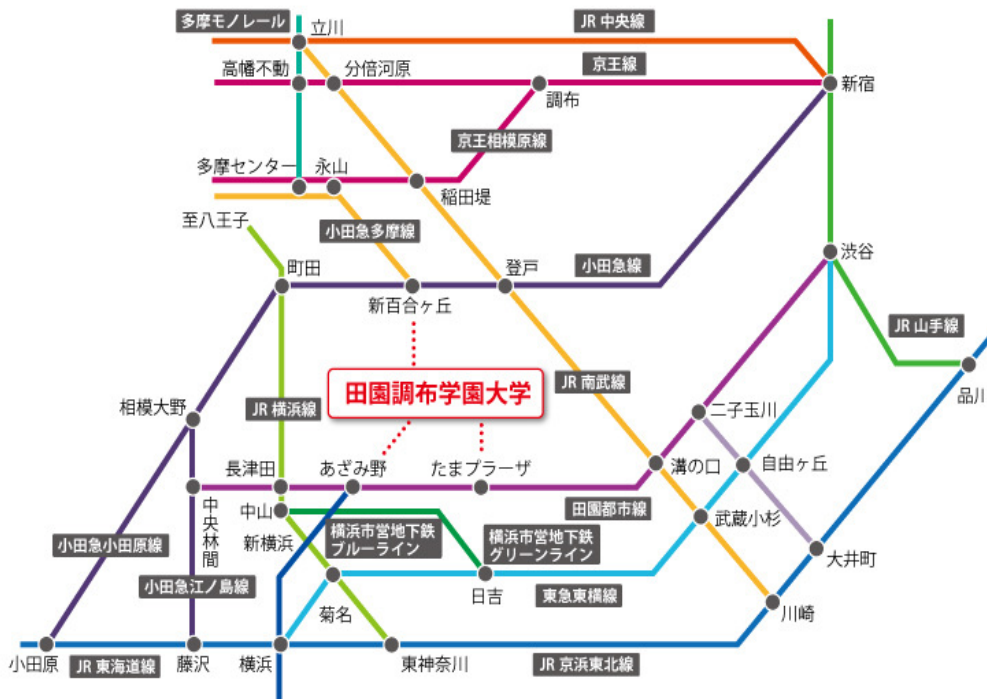 多摩モノレール
立川
JR 中央線
高幡不動
分倍河原
京王線
新宿
調布
京王相模原線
多摩センター
永山
稲田堤
至八王子
小田急多摩線
町田
登戸
小田急線
渋谷
新百合ヶ丘
JR 山手線
JR 南武線
田園調布学園大学
品川
相模大野
JR 横浜線
二子玉川
長津田
あざみ野
たまプラーザ
溝の口
自由ヶ丘
中央林間
中山
田園都市線
武蔵小杉
新横浜
横浜市営地下鉄
ブルーライン
横浜市営地下鉄
グリーンライン
小田急小田原線
大井町
小田急江ノ島線
菊名
日吉
東急東横線
川崎
小田原
JR 東海道線
藤沢
横浜
東神奈川
JR 京浜東北線